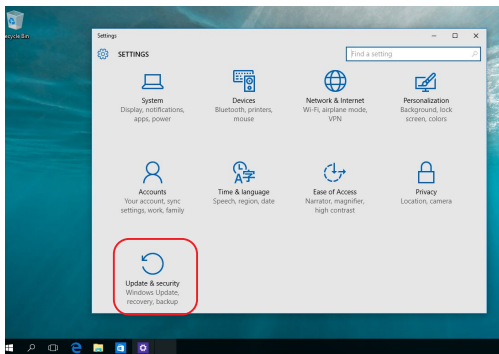 Recycle Bin
Settings
SETTINGS
Find a setting
System
Display, notifications,
apps, power
Devices
Bluetooth, printers,
mouse
Network & Internet
Wi-Fi, airplane mode,
VPN
Personalization
Background, lock
screen, colors
Accounts
Your account, sync
settings, work, family
Time & language
Speech, region, date
Ease of Access
Narrator, magnifier,
high contrast
Privacy
Location, camera
Update & security
Windows Update,
recovery, backup